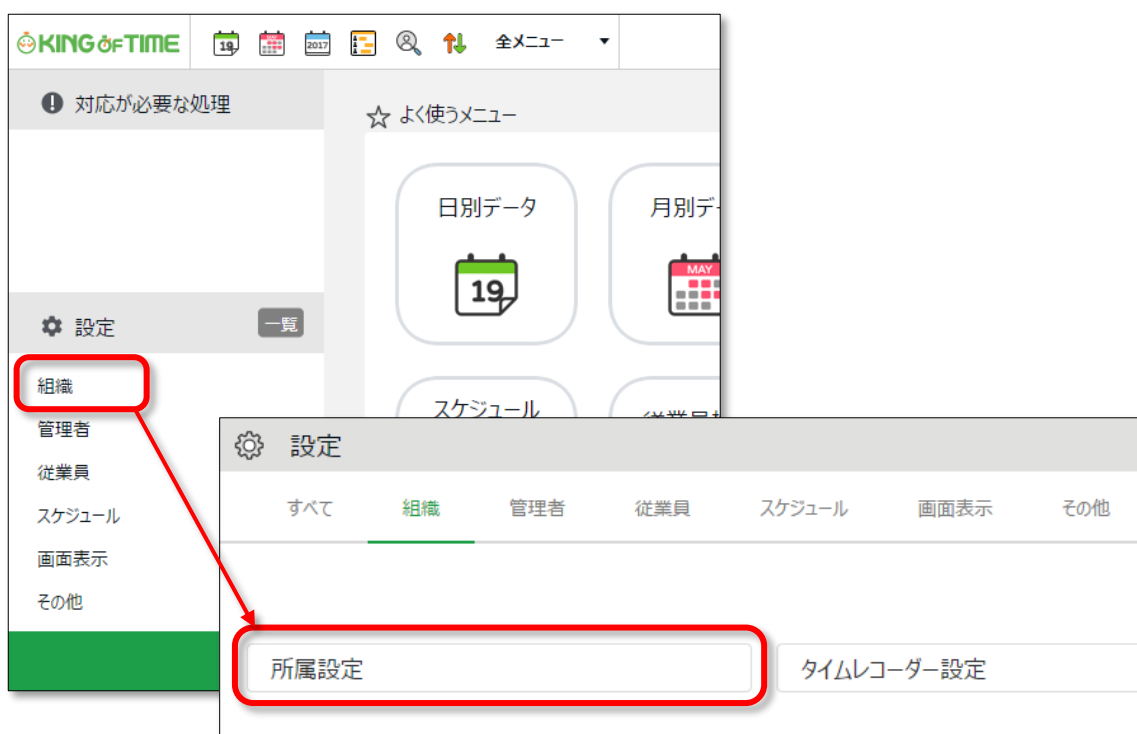 KING OF TIME 19 2017 全メニュー
対応が必要な処理
よく使うメニュー
日別データ
月別デー
19
MAY
設定 一覧
組織
管理者
従業員
スケジュール
画面表示
その他
スケジュール
設定
すべて 組織 管理者 従業員 スケジュール 画面表示 その他
所属設定
タイムレコーダー設定